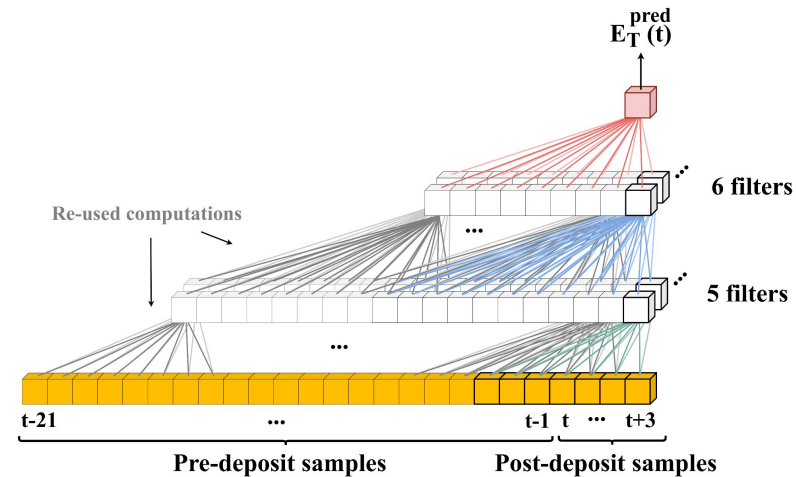 E_T^pred(t)
6 filters
Re-used computations
...
5 filters
...
t-21 ... t-1 t ... t+3
Pre-deposit samples Post-deposit samples